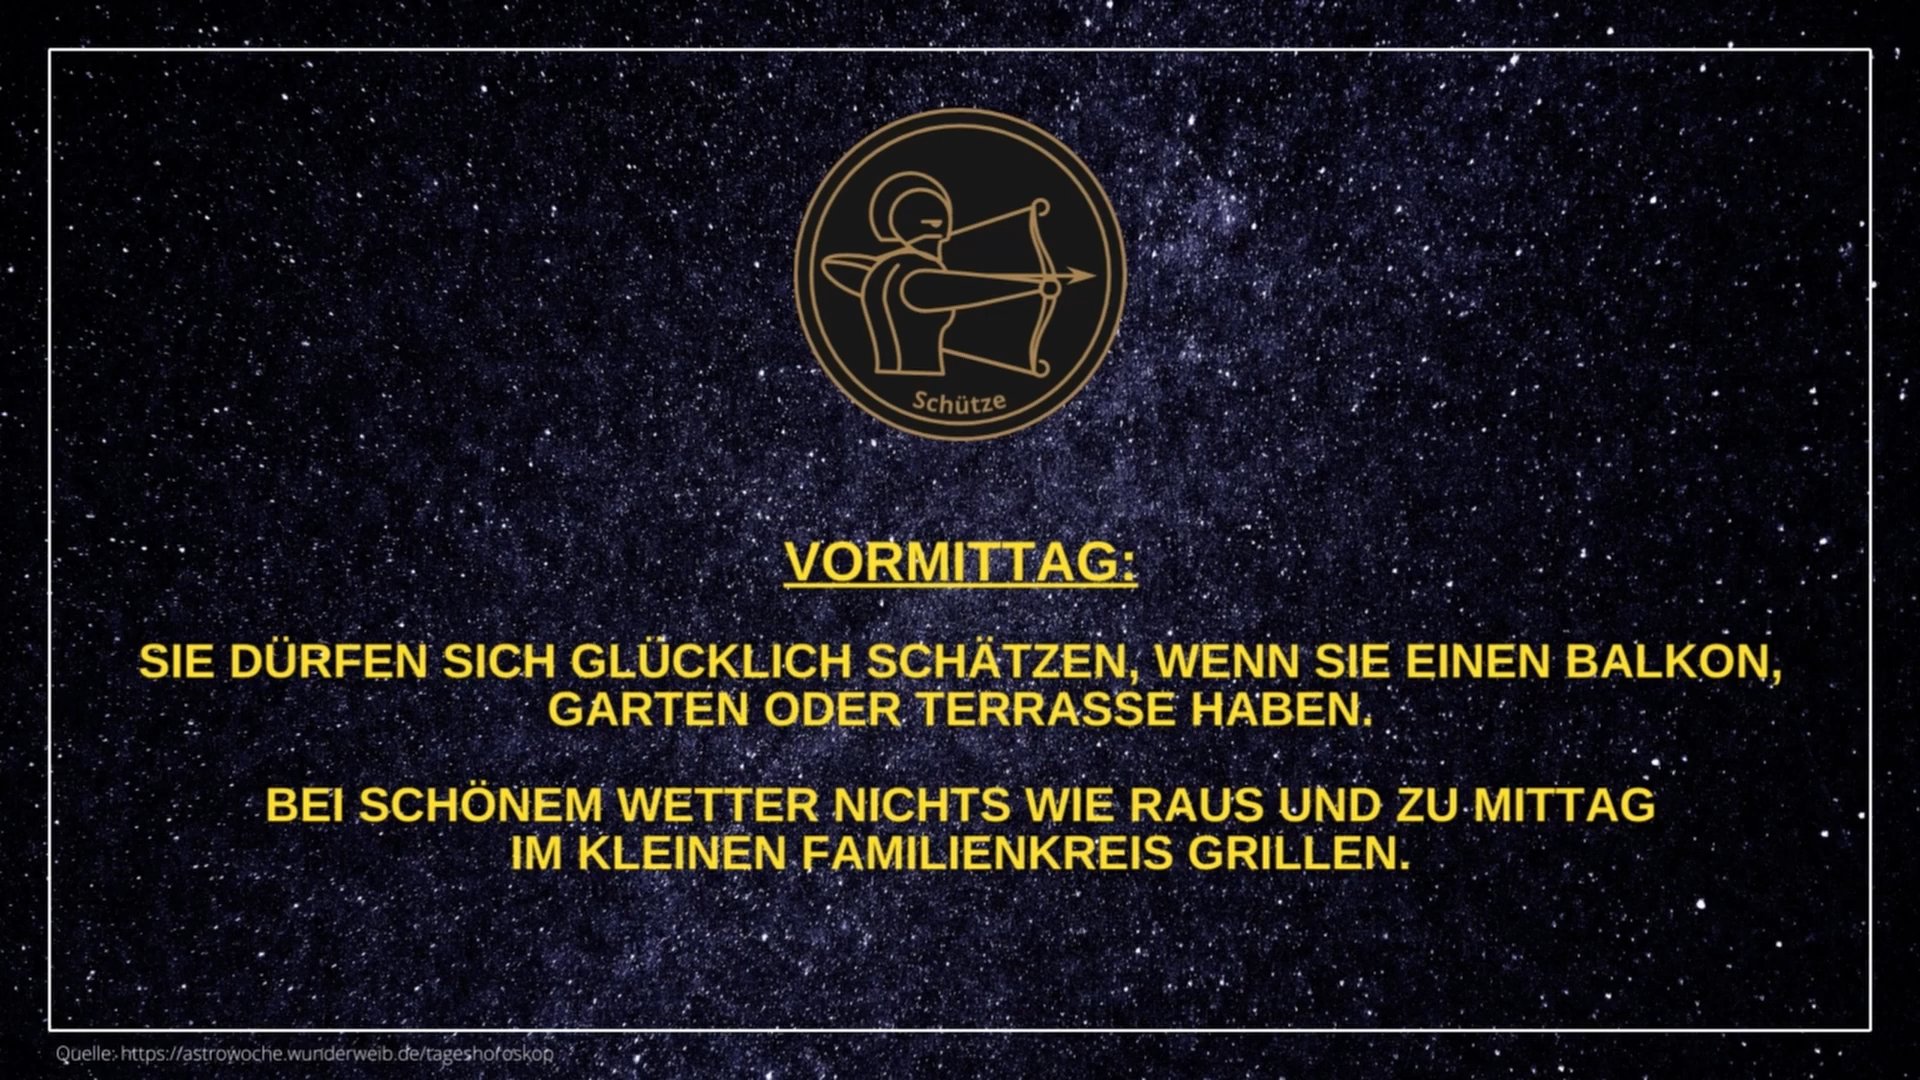 Schütze
VORMITTAG:
SIE DÜRFEN SICH GLÜCKLICH SCHÄTZEN, WENN SIE EINEN BALKON,
GARTEN ODER TERRASSE HABEN.
BEI SCHÖNEM WETTER NICHTS WIE RAUS UND ZU MITTAG
IM KLEINEN FAMILIENKREIS GRILLEN.
Quelle: https://astrowoche.wunderweib.de/tageshoroskop